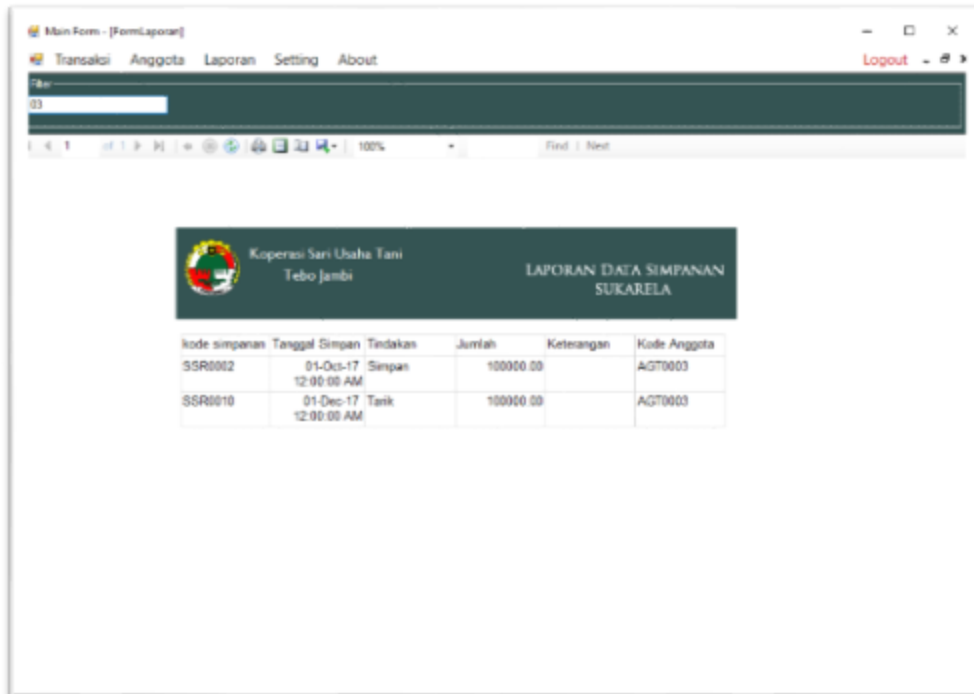 Main Form - [FormLaporan]
Transaksi Anggota Laporan Setting About Logout
Filter
03
1 of 1 100% Find | Next
Koperasi Sari Usaha Tani
Tebo Jambi
LAPORAN DATA SIMPANAN
SUKARELA
kode simpanan Tanggal Simpan Tindakan Jumlah Keterangan Kode Anggota
SSR0002 01-Oct-17 Simpan 100000.00 AGT0003
12:00:00 AM
SSR0010 01-Dec-17 Tarik 100000.00 AGT0003
12:00:00 AM